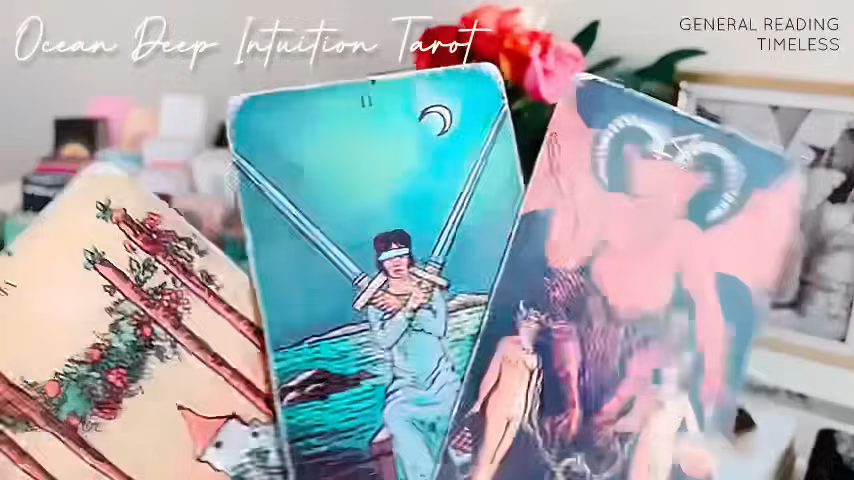 Ocean Deep Intuition Tarot
GENERAL READING
TIMELESS
II